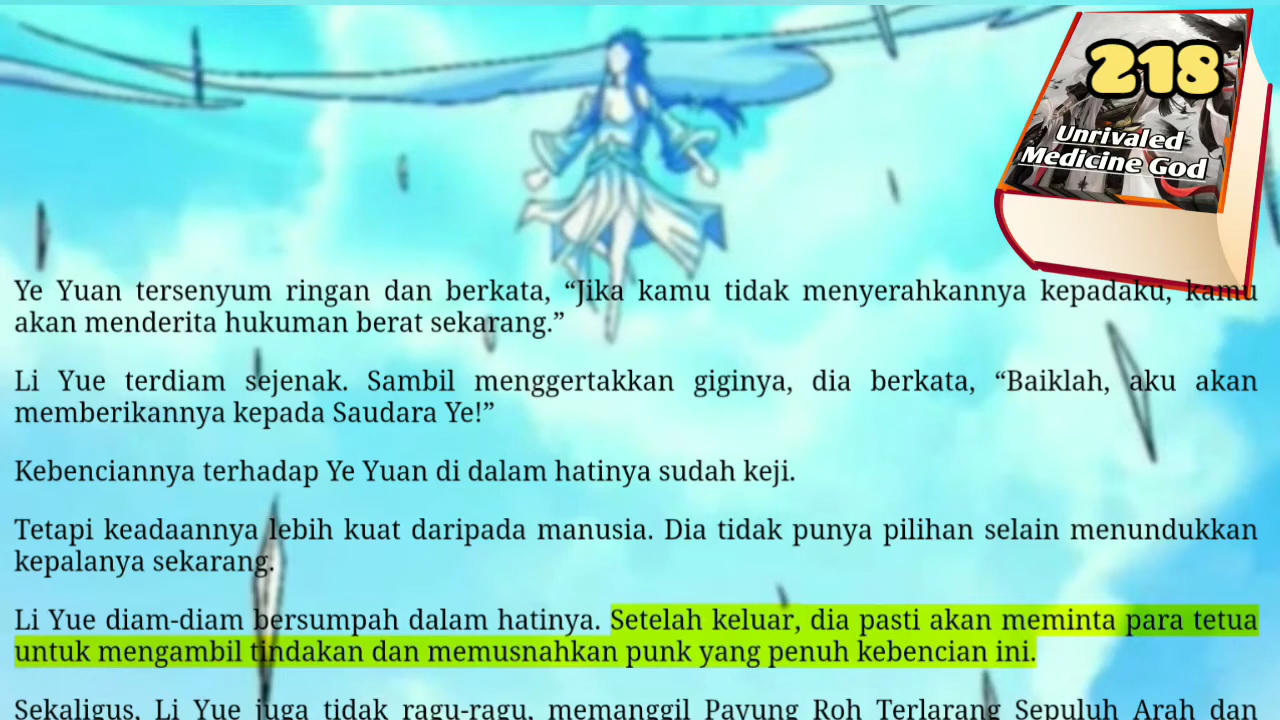 218
Unrivaled
Medicine God
Ye Yuan tersenyum ringan dan berkata, “Jika kamu tidak menyerahkannya kepadaku, kamu
akan menderita hukuman berat sekarang.”
Li Yue terdiam sejenak. Sambil menggertakkan giginya, dia berkata, “Baiklah, aku akan
memberikannya kepada Saudara Ye!”
Kebenciannya terhadap Ye Yuan di dalam hatinya sudah keji.
Tetapi keadaannya lebih kuat daripada manusia. Dia tidak punya pilihan selain menundukkan
kepalanya sekarang.
Li Yue diam-diam bersumpah dalam hatinya. Setelah keluar, dia pasti akan meminta para tetua
untuk mengambil tindakan dan memusnahkan punk yang penuh kebencian ini.
Sekaligus, Li Yue juga tidak ragu-ragu, memanggil Payung Roh Terlarang Sepuluh Arah dan